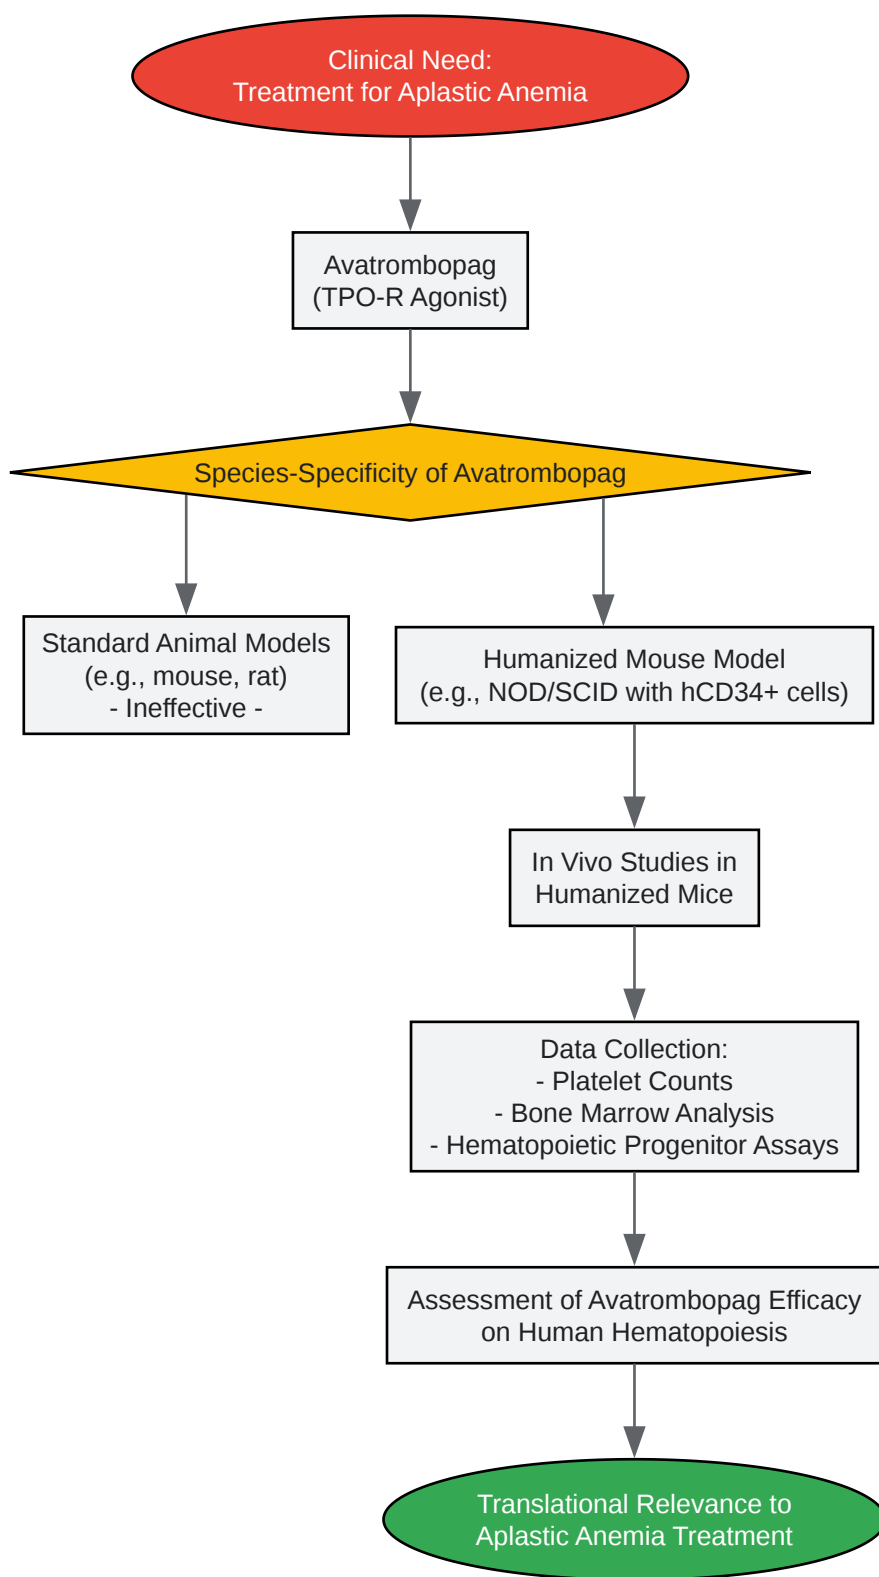 Clinical Need:
Treatment for Aplastic Anemia
Avatrombopag
(TPO-R Agonist)
Species-Specificity of Avatrombopag
Standard Animal Models
(e.g., mouse, rat)
- Ineffective -
Humanized Mouse Model
(e.g., NOD/SCID with hCD34+ cells)
In Vivo Studies in
Humanized Mice
Data Collection:
- Platelet Counts
- Bone Marrow Analysis
- Hematopoietic Progenitor Assays
Assessment of Avatrombopag Efficacy
on Human Hematopoiesis
Translational Relevance to
Aplastic Anemia Treatment